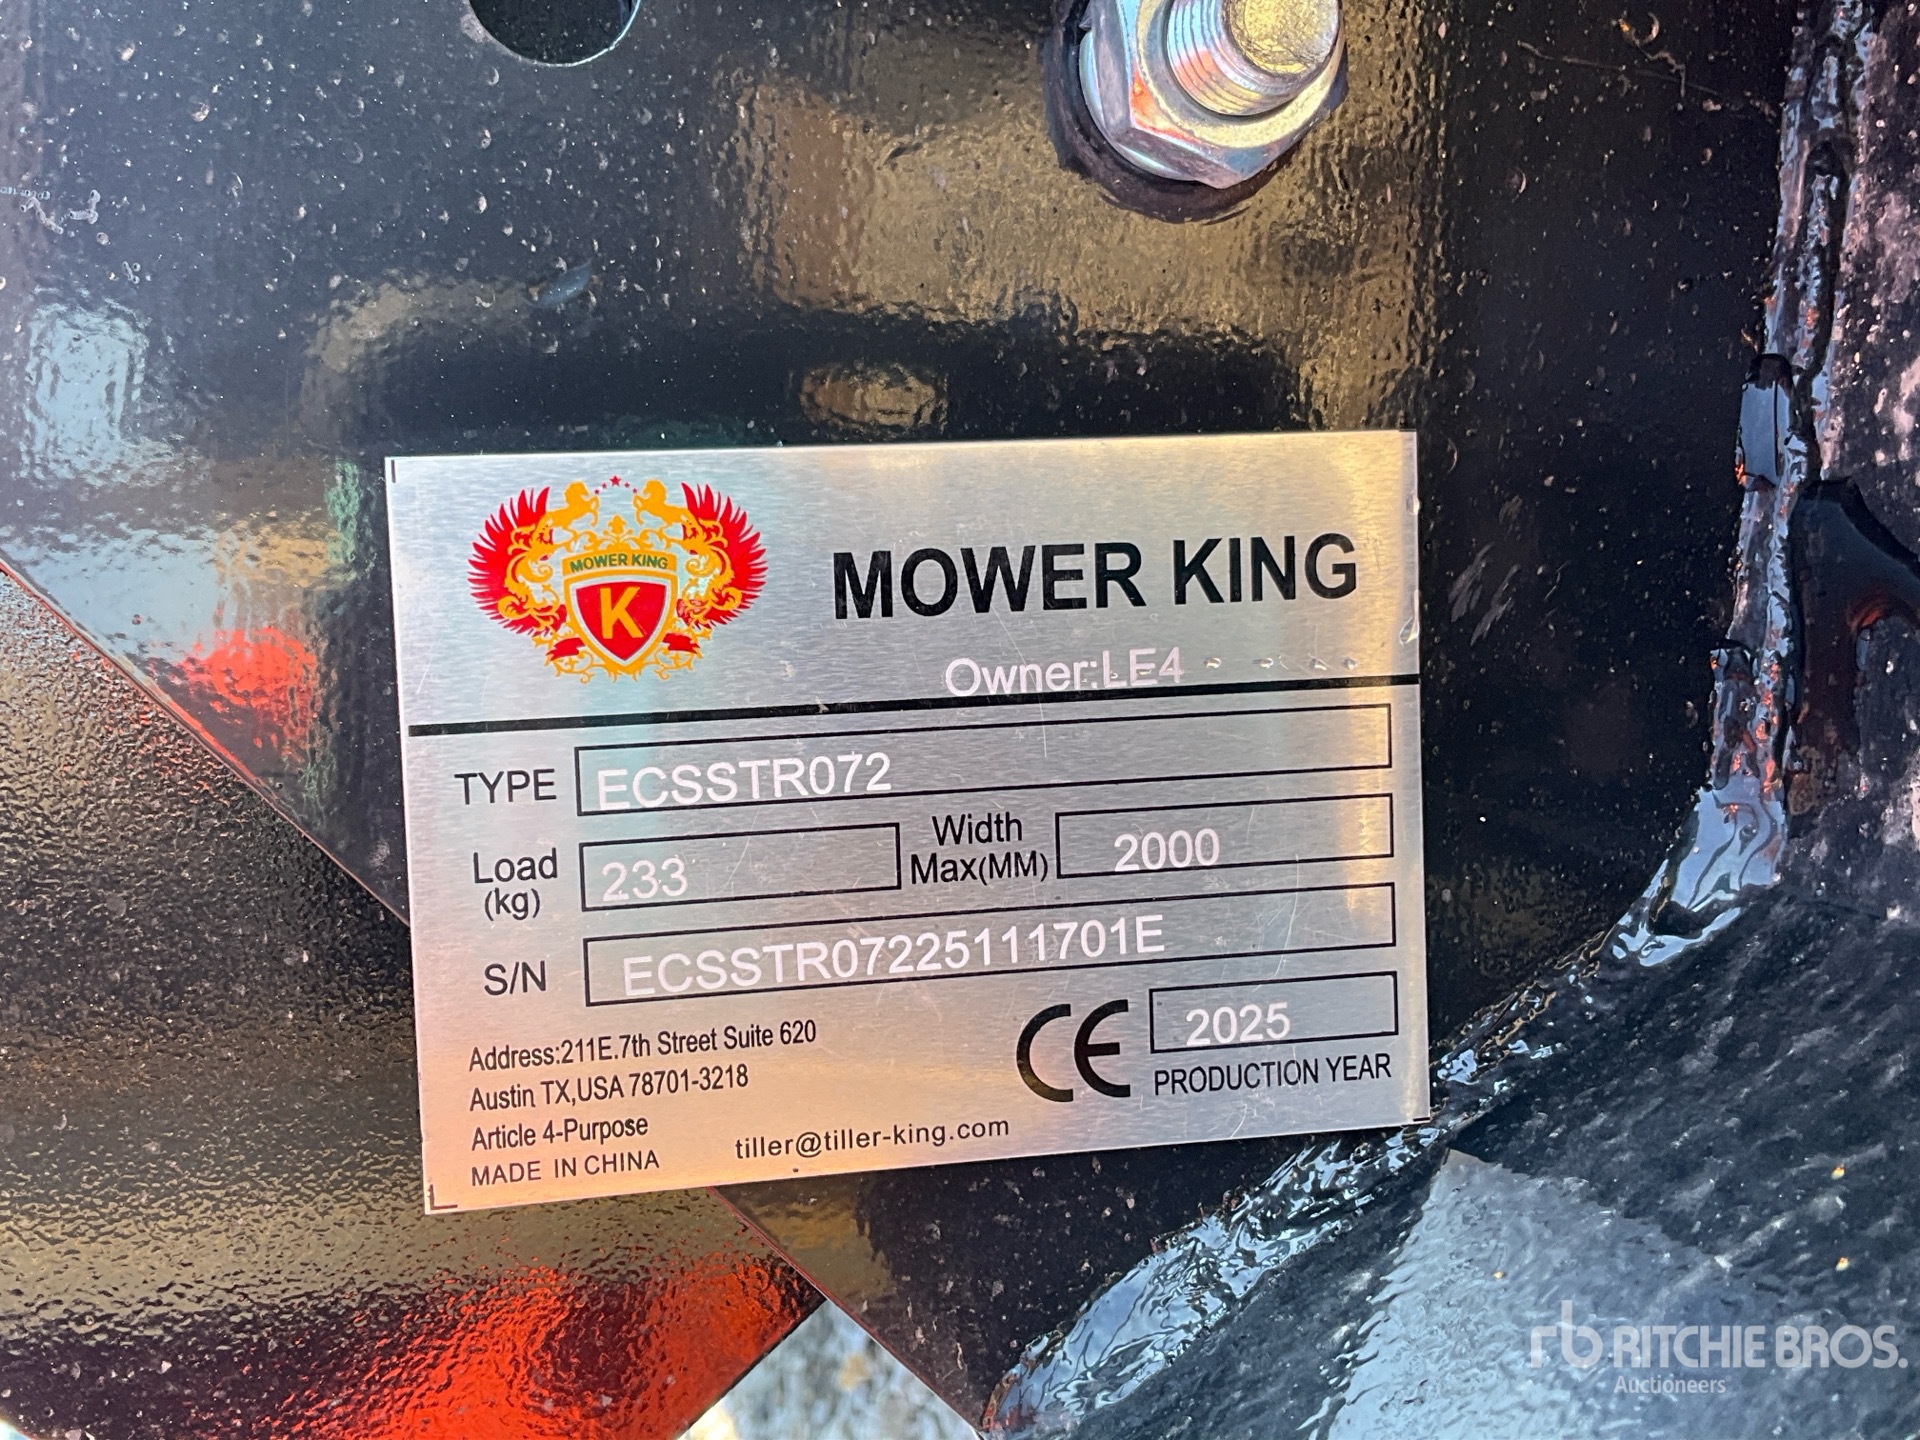 MOWER KING
K
MOWER KING
Owner:LE4
TYPE ECSSTR072
Load (kg) 233 Width Max(MM) 2000
S/N ECSSTR07225111701E
Address:211E.7th Street Suite 620
Austin TX,USA 78701-3218
Article 4-Purpose
MADE IN CHINA
tiller@tiller-king.com
CE 2025
PRODUCTION YEAR
rb RITCHIE BROS.
Auctioneers